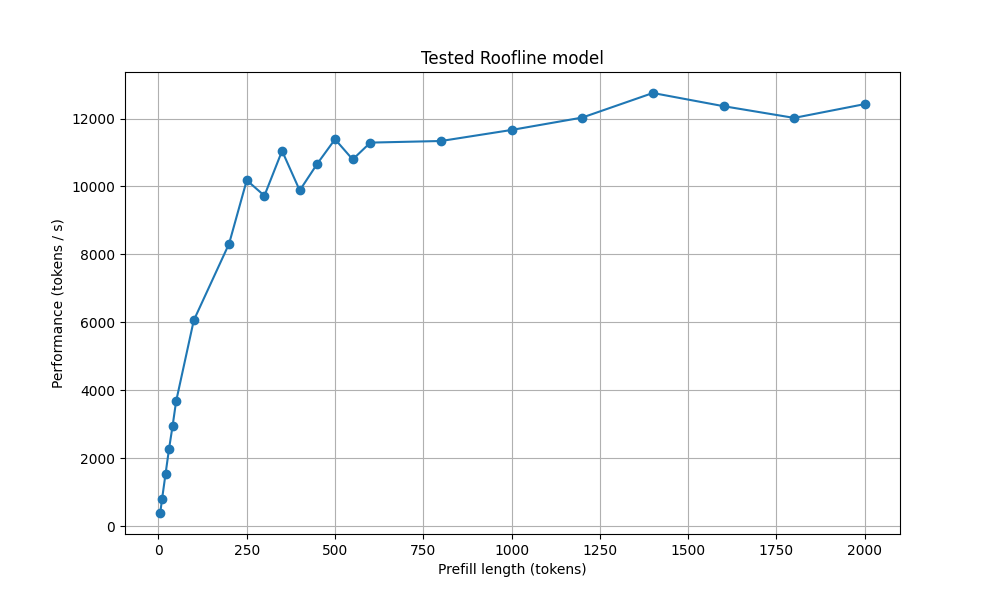 Tested Roofline model
Performance (tokens / s)
12000
10000
8000
6000
4000
2000
0
0 250 500 750 1000 1250 1500 1750 2000
Prefill length (tokens)